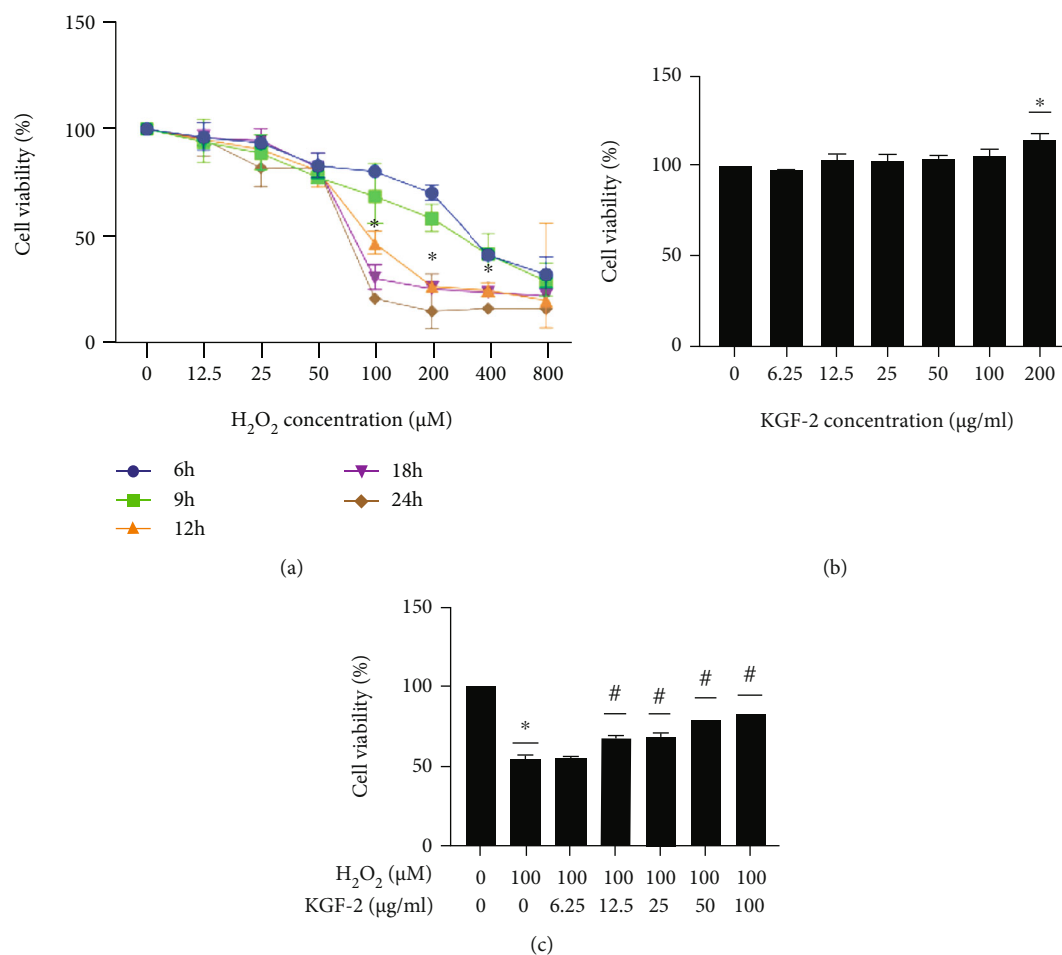 150
100
50
0
Cell viability (%)
*
*
*
0 12.5 25 50 100 200 400 800
H₂O₂ concentration (μM)
6h
9h
12h
18h
24h
(a)
150
100
50
0
Cell viability (%)
*
0 6.25 12.5 25 50 100 200
KGF-2 concentration (μg/ml)
(b)
150
100
50
0
Cell viability (%)
* # # # #
H₂O₂ (μM) 0 100 100 100 100 100 100
KGF-2 (μg/ml) 0 0 6.25 12.5 25 50 100
(c)